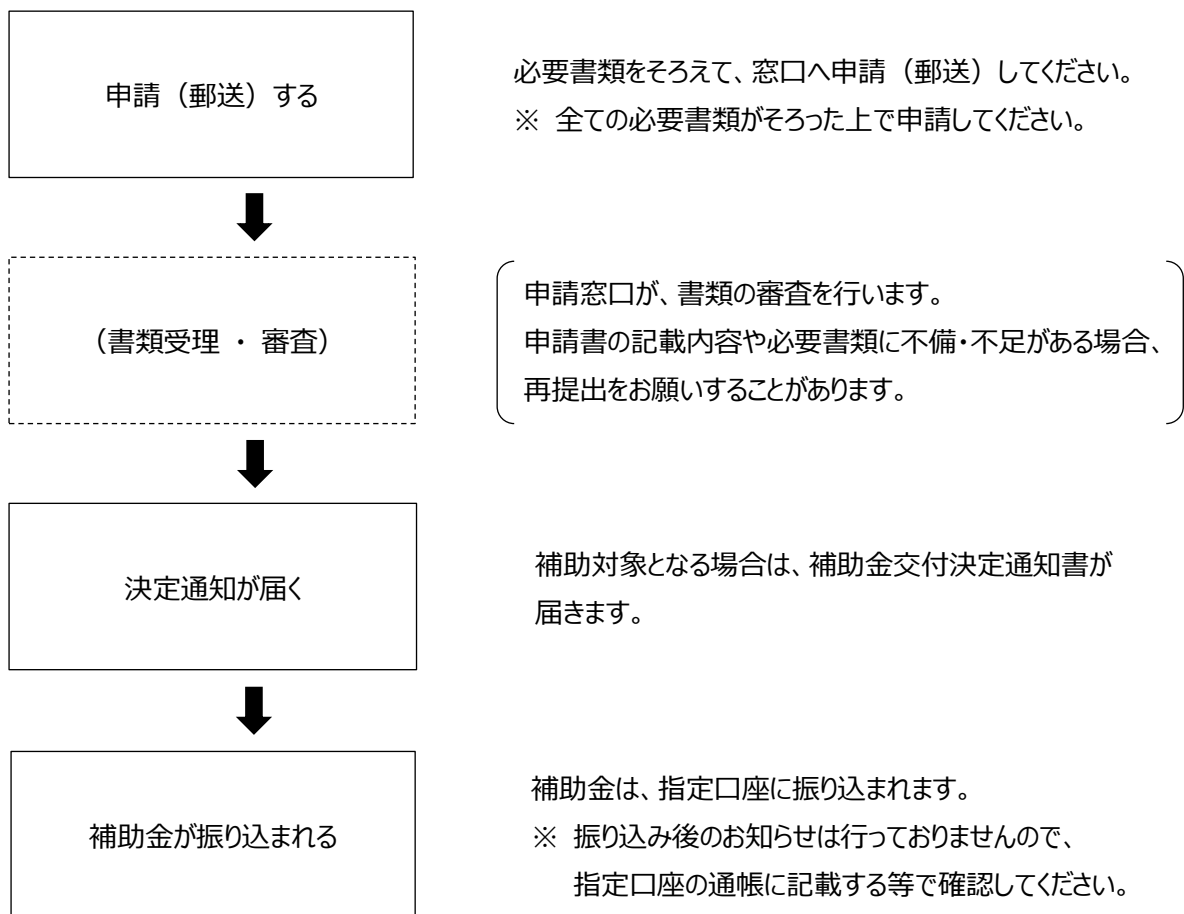 申請（郵送）する
必要書類をそろえて、窓口へ申請（郵送）してください。
※ 全ての必要書類がそろった上で申請してください。
（書類受理 ・ 審査）
申請窓口が、書類の審査を行います。
申請書の記載内容や必要書類に不備・不足がある場合、
再提出をお願いすることがあります。
決定通知が届く
補助対象となる場合は、補助金交付決定通知書が
届きます。
補助金が振り込まれる
補助金は、指定口座に振り込まれます。
※ 振り込み後のお知らせは行っておりませんので、
指定口座の通帳に記載する等で確認してください。